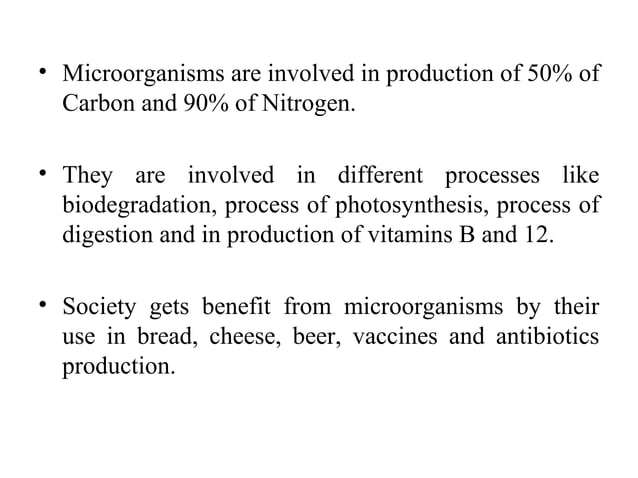 • Microorganisms are involved in production of 50% of
Carbon and 90% of Nitrogen.
• They are involved in different processes like
biodegradation, process of photosynthesis, process of
digestion and in production of vitamins B and 12.
• Society gets benefit from microorganisms by their
use in bread, cheese, beer, vaccines and antibiotics
production.